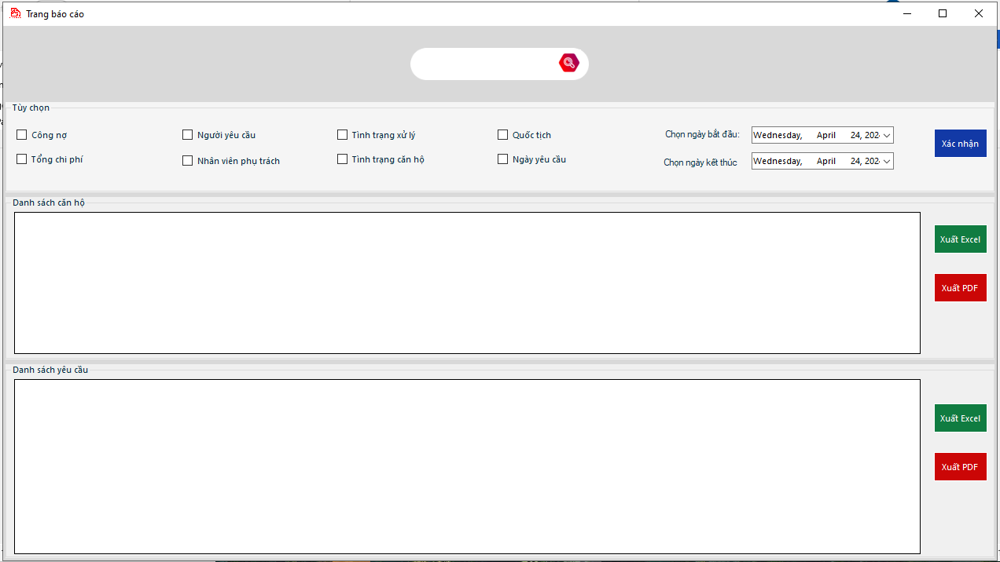 Trang báo cáo
Tùy chọn
Công nợ
Người yêu cầu
Tình trạng xử lý
Quốc tịch
Chọn ngày bắt đầu:
Wednesday, April 24, 202
Xác nhận
Tổng chi phí
Nhân viên phụ trách
Tình trạng căn hộ
Ngày yêu cầu
Chọn ngày kết thúc
Wednesday, April 24, 202
Danh sách căn hộ
Xuất Excel
Xuất PDF
Danh sách yêu cầu
Xuất Excel
Xuất PDF